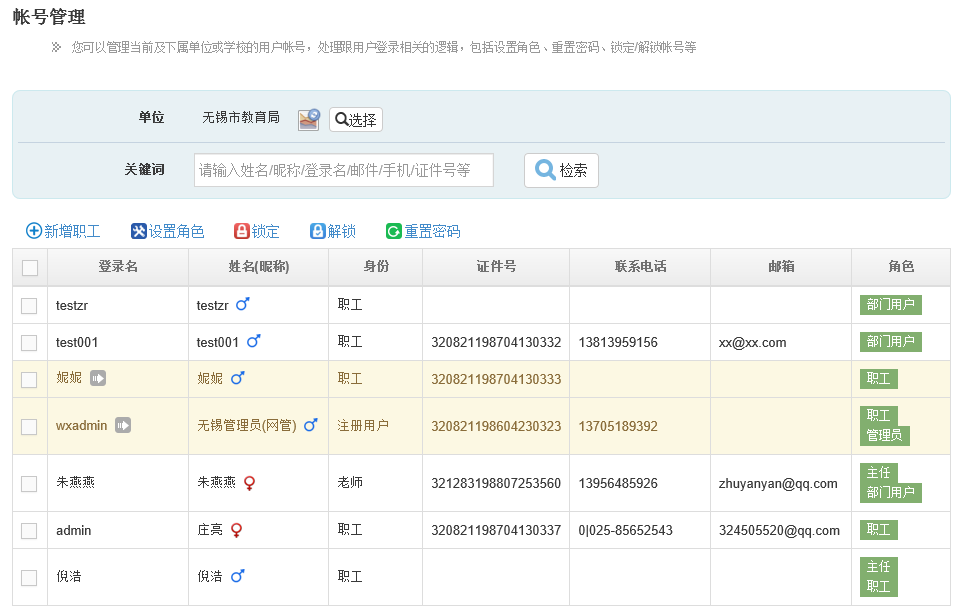 帐号管理
您可以管理当前及下属单位或学校的用户帐号，处理跟用户登录相关的逻辑，包括设置角色、重置密码、锁定/解锁帐号等
单位 无锡市教育局 选择
关键词 请输入姓名/昵称/登录名/邮件/手机/证件号等 检索
新增职工 设置角色 锁定 解锁 重置密码
登录名 姓名(昵称) 身份 证件号 联系电话 邮箱 角色
testzr testzr 职工 部门用户
test001 test001 职工 320821198704130332 13813959156 xx@xx.com 部门用户
妮妮 妮妮 职工 320821198704130333 职工
wxadmin 无锡管理员(网管) 注册用户 320821198604230323 13705189392 职工
管理员
朱燕燕 朱燕燕 老师 321283198807253560 13956485926 zhuyanyan@qq.com 主任
部门用户
admin 庄亮 职工 320821198704130337 0|025-85652543 324505520@qq.com 职工
倪浩 倪浩 职工 主任
职工